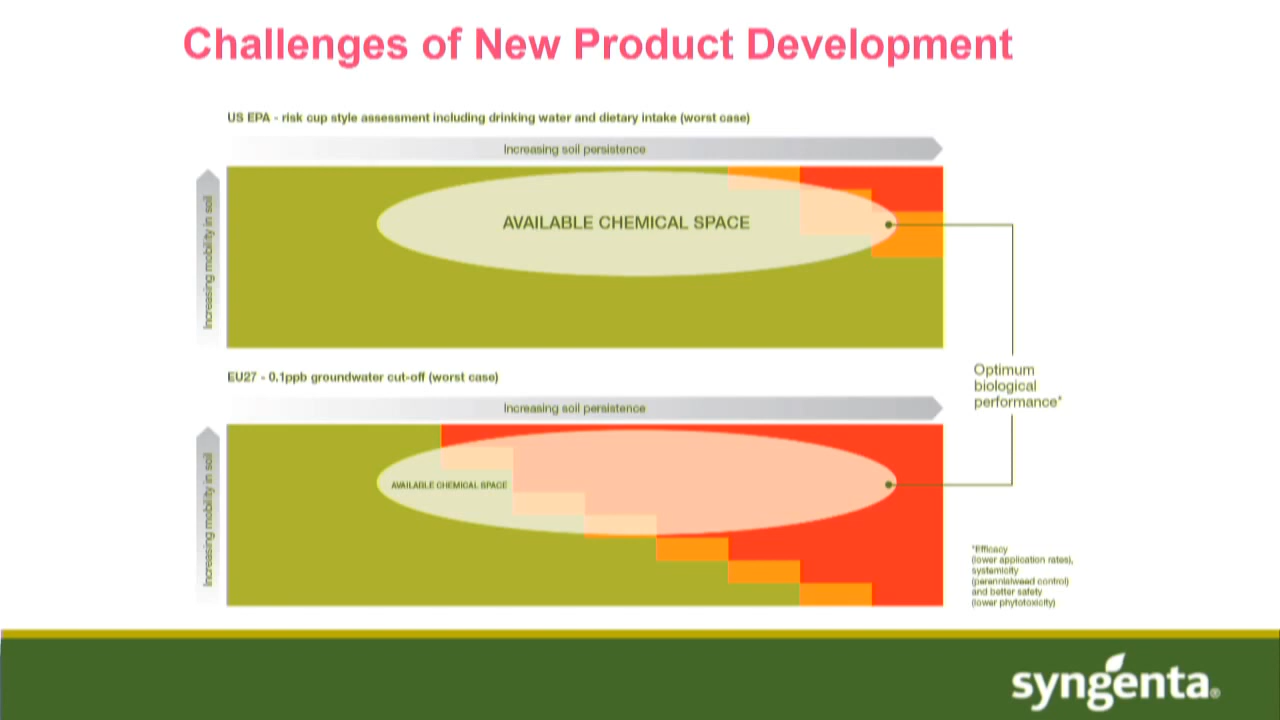 Challenges of New Product Development
US EPA - risk cup style assessment including drinking water and dietary intake (worst case)
Increasing soil persistence
Increasing mobility in soil
AVAILABLE CHEMICAL SPACE
EU27 - 0.1ppb groundwater cut-off (worst case)
Increasing soil persistence
Increasing mobility in soil
AVAILABLE CHEMICAL SPACE
Optimum
biological
performance*
*Efficacy
(lower application rates),
systemicity
(perennialweed control)
and better safety
(lower phytotoxicity)
syngenta®